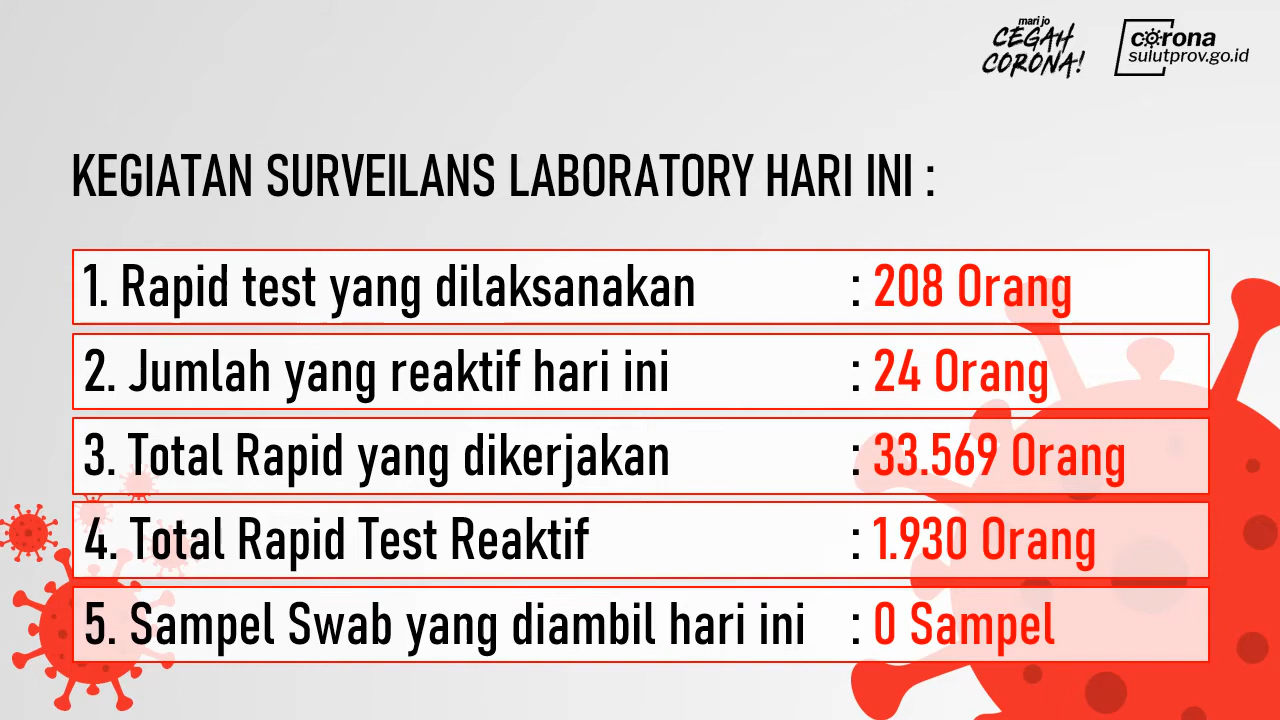 mari jo
CEGAH
CORONA!
corona
sulutprov.go.id
KEGIATAN SURVEILANS LABORATORY HARI INI :
1. Rapid test yang dilaksanakan : 208 Orang
2. Jumlah yang reaktif hari ini : 24 Orang
3. Total Rapid yang dikerjakan : 33.569 Orang
4. Total Rapid Test Reaktif : 1.930 Orang
5. Sampel Swab yang diambil hari ini : 0 Sampel